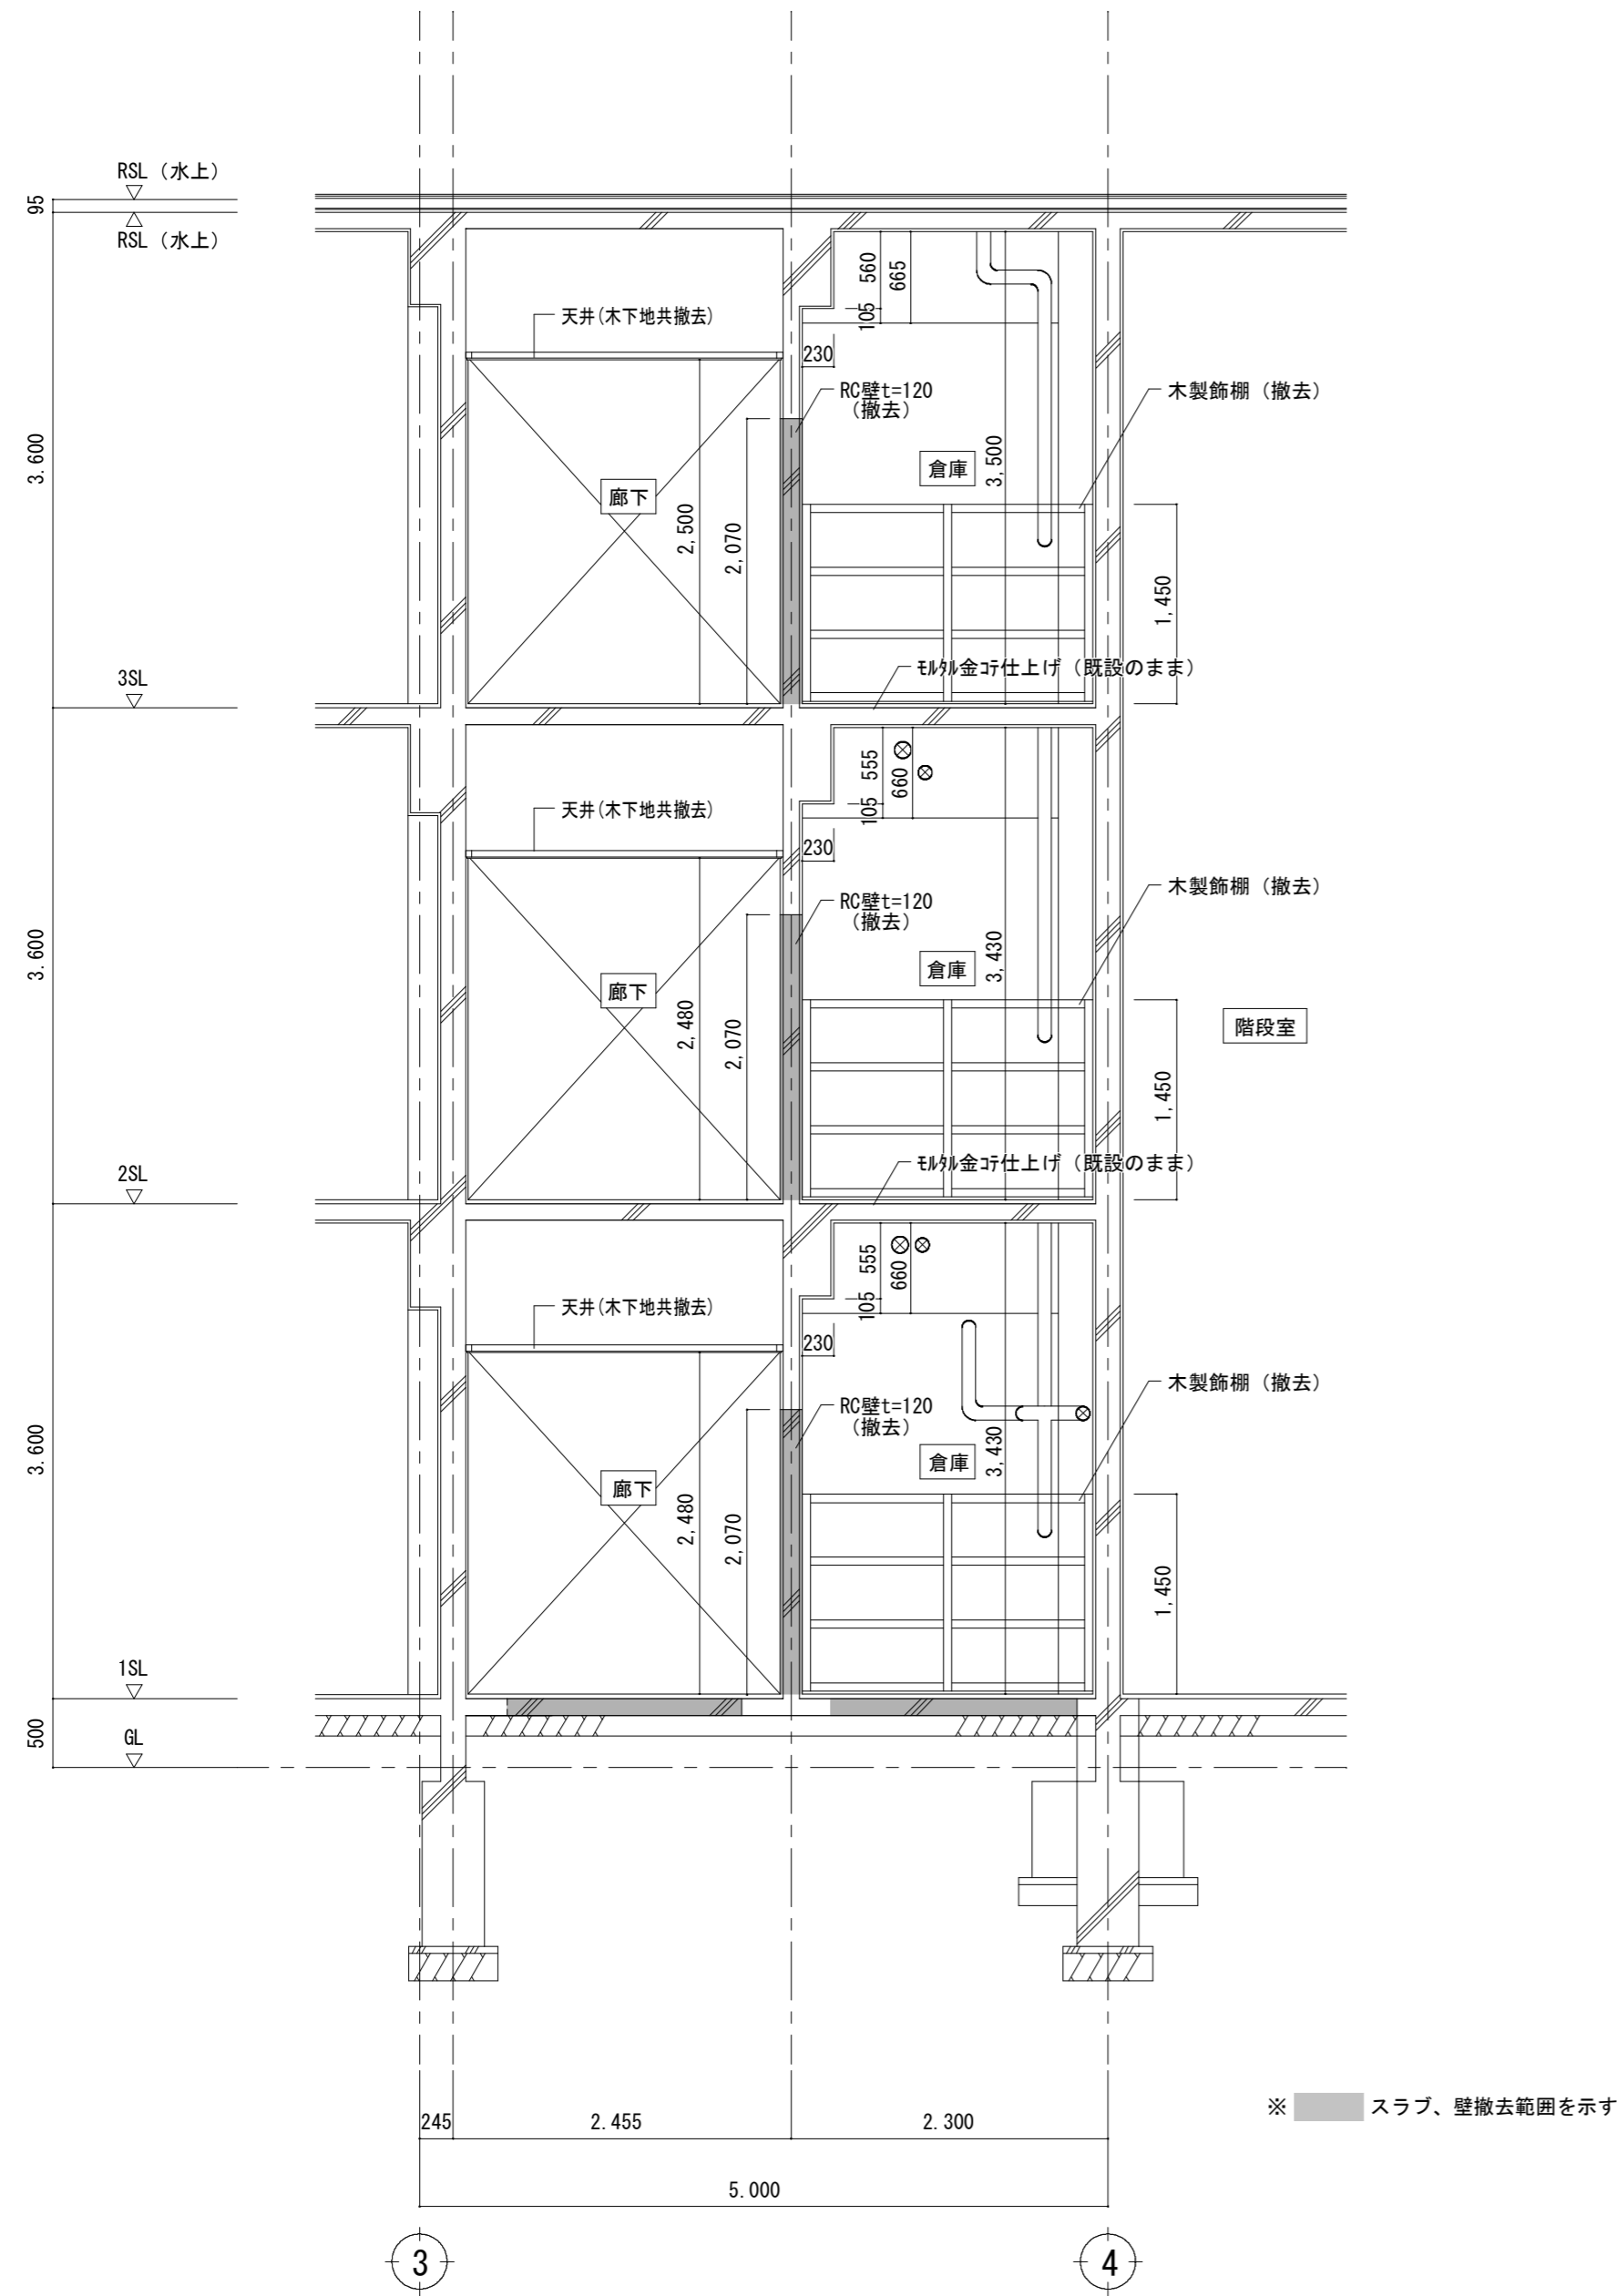 RSL（水上）
95
RSL（水上）
560
665
105
天井(木下地共撤去)
230
RC壁t=120
（撤去）
木製飾棚（撤去）
3.600
倉庫
3,500
廊下
2,500
2,070
1,450
3SL
ﾓﾙﾀﾙ金ｺﾃ仕上げ（既設のまま）
555
660
105
天井(木下地共撤去)
230
RC壁t=120
（撤去）
木製飾棚（撤去）
3.600
倉庫
3,430
廊下
2,480
2,070
階段室
1,450
2SL
ﾓﾙﾀﾙ金ｺﾃ仕上げ（既設のまま）
555
660
105
天井(木下地共撤去)
230
RC壁t=120
（撤去）
木製飾棚（撤去）
3.600
倉庫
3,430
廊下
2,480
2,070
1,450
1SL
500
GL
※ スラブ、壁撤去範囲を示す
245
2.455
2.300
5.000
3
4